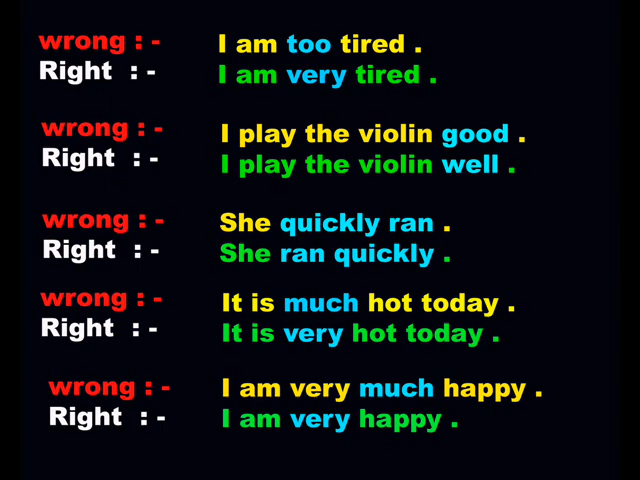 wrong : - I am too tired .
Right : - I am very tired .
wrong : - I play the violin good .
Right : - I play the violin well .
wrong : - She quickly ran .
Right : - She ran quickly .
wrong : - It is much hot today .
Right : - It is very hot today .
wrong : - I am very much happy .
Right : - I am very happy .